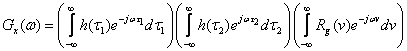 G_x(ϖ) = ( ∫_{-∞}^{∞} h(τ_1) e^{-jωτ_1} dτ_1 ) ( ∫_{-∞}^{∞} h(τ_2) e^{jωτ_2} dτ_2 ) ( ∫_{-∞}^{∞} R_g(v) e^{-jωv} dv )